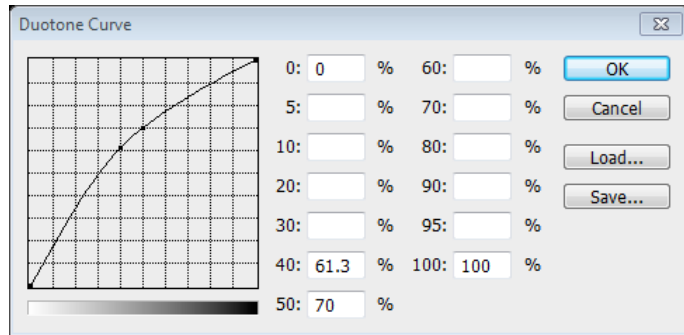 Duotone Curve
0: 0 % 60: % OK
5: % 70: % Cancel
10: % 80: % Load...
20: % 90: % Save...
30: % 95: %
40: 61.3 % 100: 100 %
50: 70 %